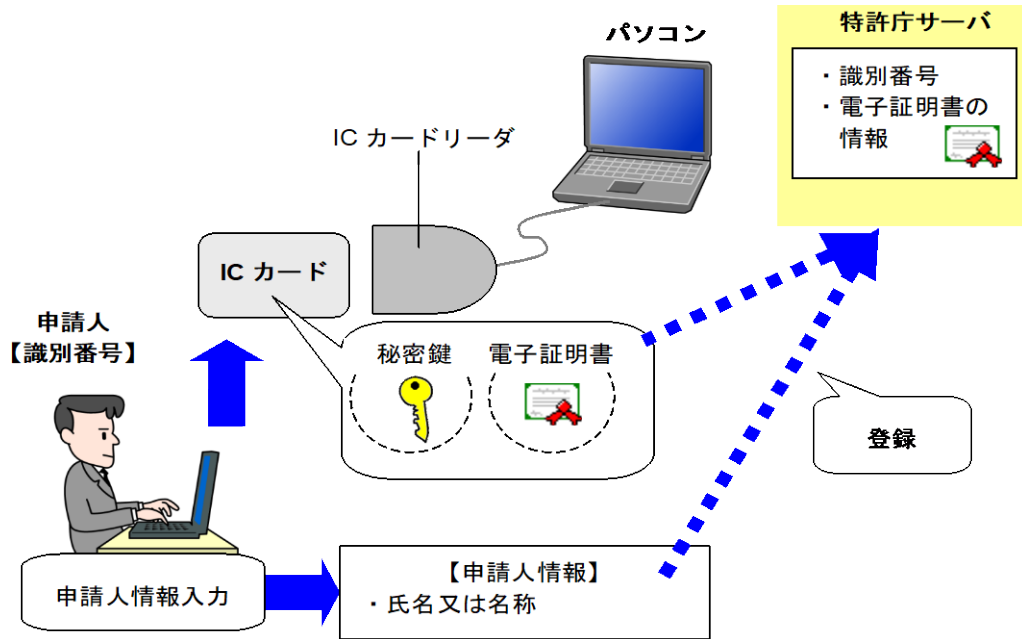 パソコン
特許庁サーバ
・識別番号
・電子証明書の
情報
IC カードリーダ
IC カード
申請人
【識別番号】
秘密鍵
電子証明書
登録
申請人情報入力
【申請人情報】
・氏名又は名称